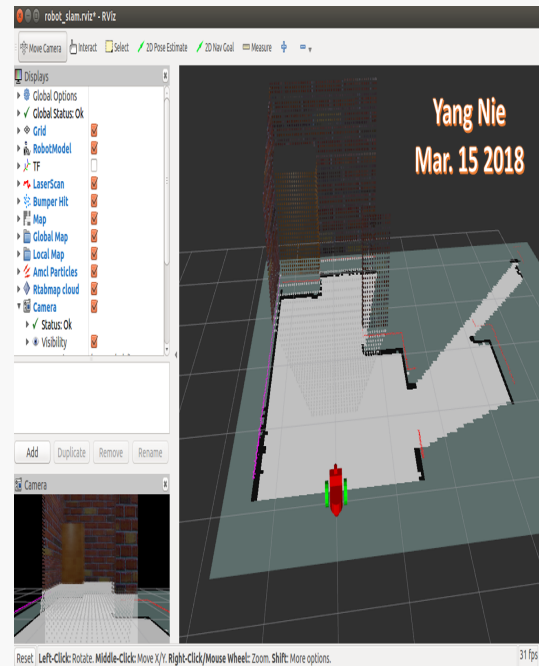 robot_slam.rviz* - RViz
Move Camera Interact Select 2D Pose Estimate 2D Nav Goal Measure
Displays
Global Options
Global Status: Ok
Grid
RobotModel
TF
LaserScan
Bumper Hit
Map
Global Map
Local Map
Amcl Particles
Rtabmap cloud
Camera
Status: Ok
Visibility
Add Duplicate Remove Rename
Camera
Yang Nie
Mar. 15 2018
Reset Left-Click: Rotate. Middle-Click: Move X/Y. Right-Click/Mouse Wheel: Zoom. Shift: More options. 31 fps